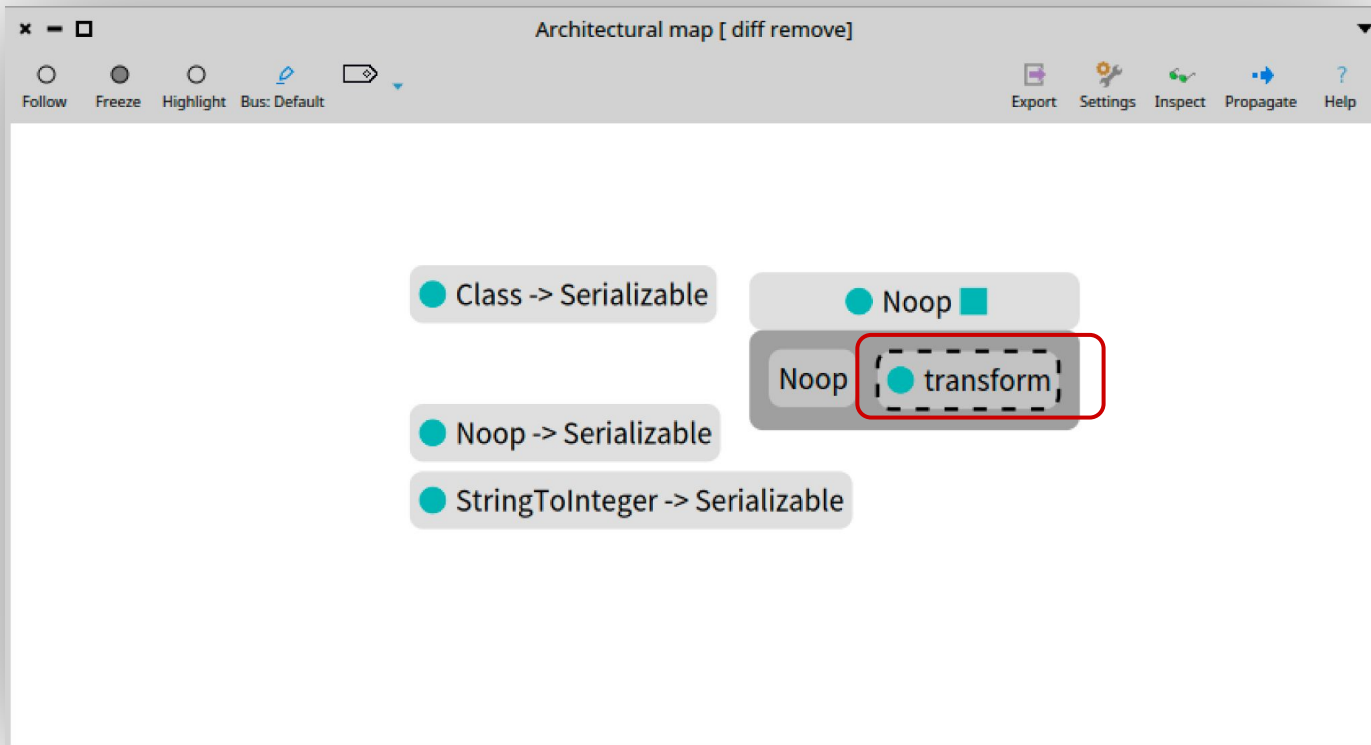 Architectural map [ diff remove]
Follow Freeze Highlight Bus: Default Export Settings Inspect Propagate Help
Class -> Serializable
Noop
Noop transform
Noop -> Serializable
StringToInteger -> Serializable